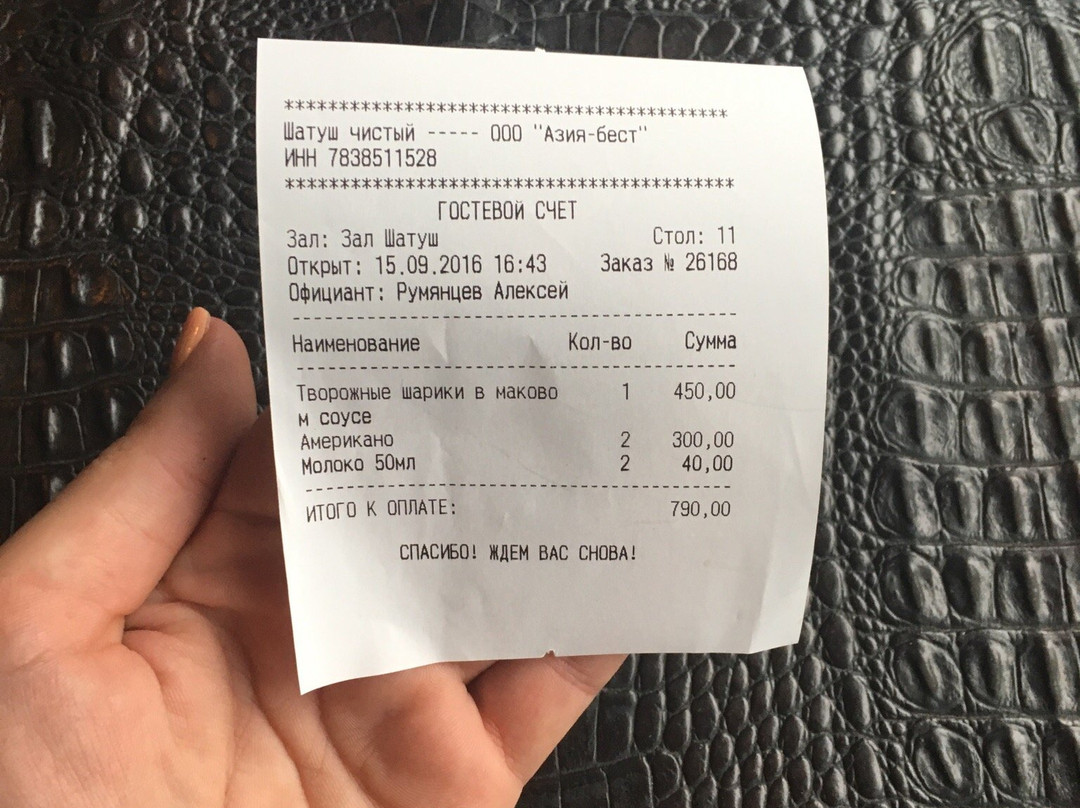 *****************************************
Шатуш чистый ----- ООО "Азия-бест"
ИНН 7838511528
*****************************************
ГОСТЕВОЙ СЧЕТ
Зал: Зал Шатуш Стол: 11
Открыт: 15.09.2016 16:43 Заказ № 26168
Официант: Румянцев Алексей
-----------------------------------------
Наименование Кол-во Сумма
-----------------------------------------
Творожные шарики в маково 1 450,00
м соусе
Американо 2 300,00
Молоко 50мл 2 40,00
-----------------------------------------
ИТОГО К ОПЛАТЕ: 790,00
СПАСИБО! ЖДЕМ ВАС СНОВА!